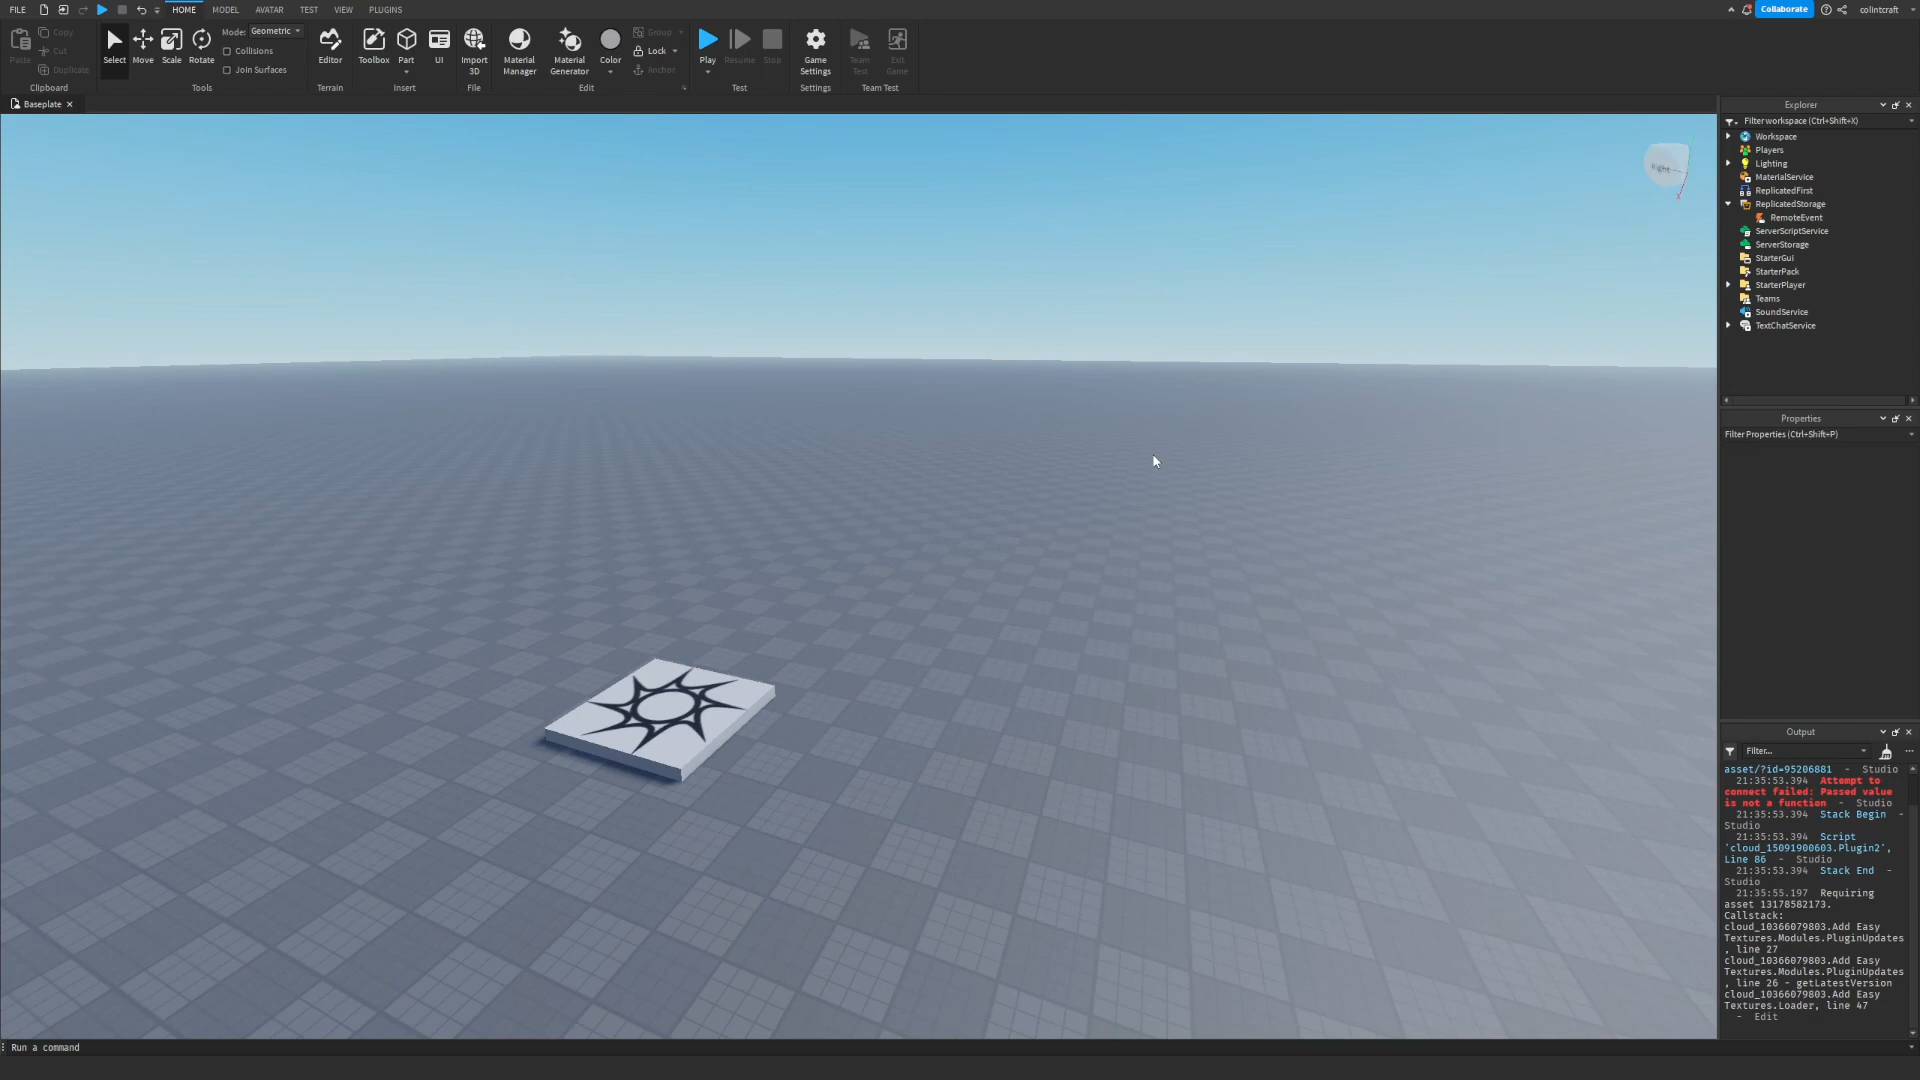 FILE HOME MODEL AVATAR TEST VIEW PLUGINS Collaborate colintcraft
Paste Copy Cut Duplicate Clipboard
Select Move Scale Rotate Mode: Geometric Collisions Join Surfaces Tools
Editor Terrain
Toolbox Part UI Insert
Import 3D File
Material Manager Material Generator Color Group Lock Anchor Edit
Play Resume Stop Test
Game Settings Settings
Team Test Exit Game Team Test
Baseplate
Right
X
Explorer
Filter workspace (Ctrl+Shift+X)
Workspace
Players
Lighting
MaterialService
ReplicatedFirst
ReplicatedStorage
RemoteEvent
ServerScriptService
ServerStorage
StarterGui
StarterPack
StarterPlayer
Teams
SoundService
TextChatService
Properties
Filter Properties (Ctrl+Shift+P)
Output
Filter...
asset/?id=95206881 - Studio
21:35:53.394 Attempt to
connect failed: Passed value
is not a function - Studio
21:35:53.394 Stack Begin -
Studio
21:35:53.394 Script
'cloud_15091900603.Plugin2',
Line 86 - Studio
21:35:53.394 Stack End -
Studio
21:35:55.197 Requiring
asset 13178582173.
Callstack:
cloud_10366079803.Add Easy
Textures.Modules.PluginUpdates
, line 27
cloud_10366079803.Add Easy
Textures.Modules.PluginUpdates
, line 26 - getLatestVersion
cloud_10366079803.Add Easy
Textures.Loader, line 47
- Edit
Run a command